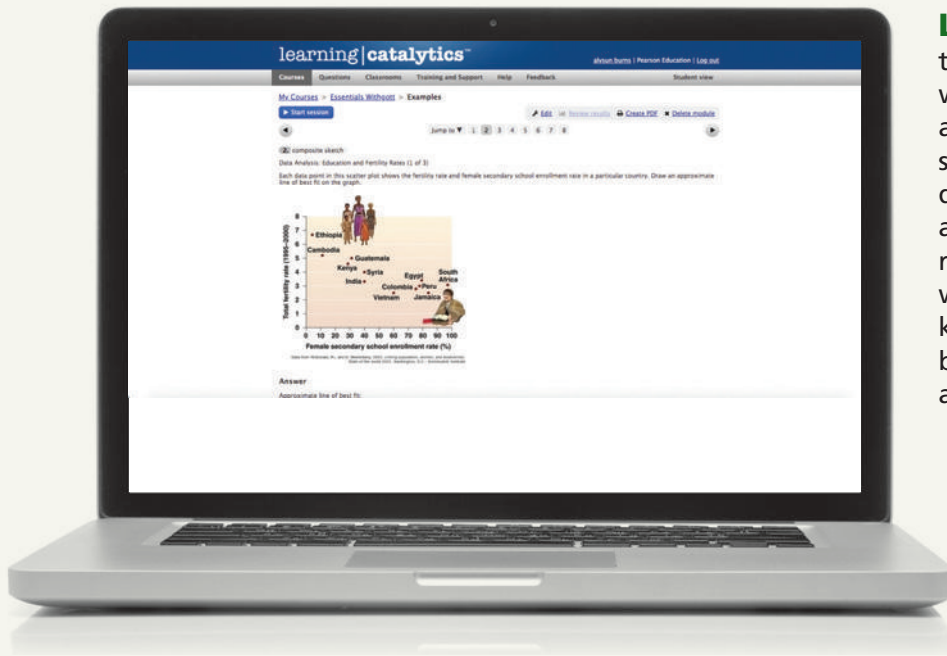 learning|catalytics™
alyson burns | Pearson Education | Log out
Courses Questions Classrooms Training and Support Help Feedback Student view
My Courses > Essentials Withgott > Examples
Start session
Edit Review results Create PDF Delete module
Jump to 1 2 3 4 5 6 7 8
2. composite sketch
Data Analysis: Education and Fertility Rates (1 of 3)
Each data point in this scatter plot shows the fertility rate and female secondary school enrollment rate in a particular country. Draw an approximate
line of best fit on the graph.
Total fertility rate (1995–2000)
8
7
6
5
4
3
2
1
0
Ethiopia
Cambodia
Guatemala
Kenya
Syria
India
Egypt
South
Africa
Colombia
Peru
Vietnam
Jamaica
0 10 20 30 40 50 60 70 80 90 100
Female secondary school enrollment rate (%)
Answer
Approximate line of best fit:
L
t
w
a
s
c
a
r
v
k
b
a